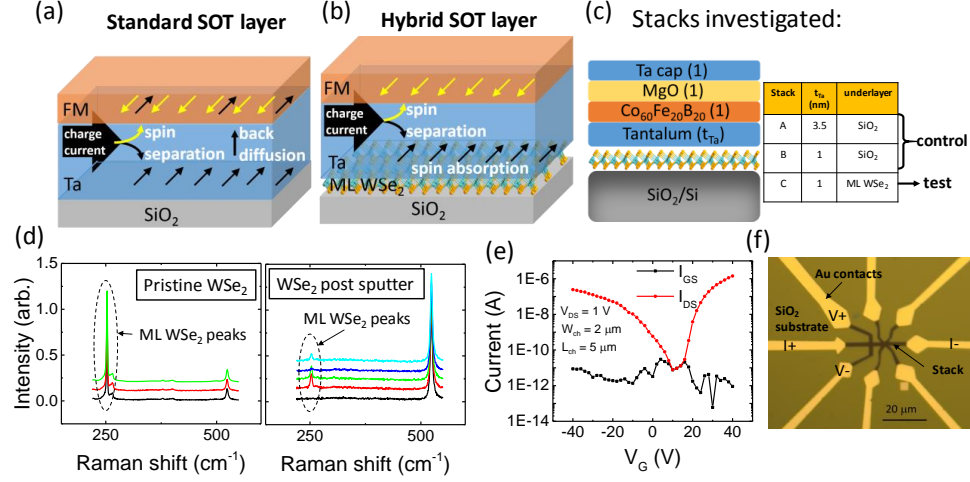 (a)
Standard SOT layer
FM
charge
current
spin
separation
back
diffusion
Ta
SiO2
(b)
Hybrid SOT layer
FM
charge
current
spin
separation
Ta
spin absorption
ML WSe2
SiO2
(c)
Stacks investigated:
Ta cap (1)
MgO (1)
Co60Fe20B20 (1)
Tantalum (tTa)
SiO2/Si
Stack tTa (nm) underlayer
A 3.5 SiO2
B 1 SiO2
C 1 ML WSe2
control
test
(d)
Intensity (arb.)
1.5
1.0
0.5
0.0
Pristine WSe2
ML WSe2 peaks
250 550
Raman shift (cm-1)
WSe2 post sputter
ML WSe2 peaks
250 550
Raman shift (cm-1)
(e)
Current (A)
1E-4
1E-6
1E-8
1E-10
1E-12
1E-14
IGS
IDS
VDS = 1 V
Wch = 2 μm
Lch = 5 μm
-40 -20 0 20 40
VG (V)
(f)
Au contacts
SiO2
substrate
V+
I+
I-
V-
Stack
20 μm